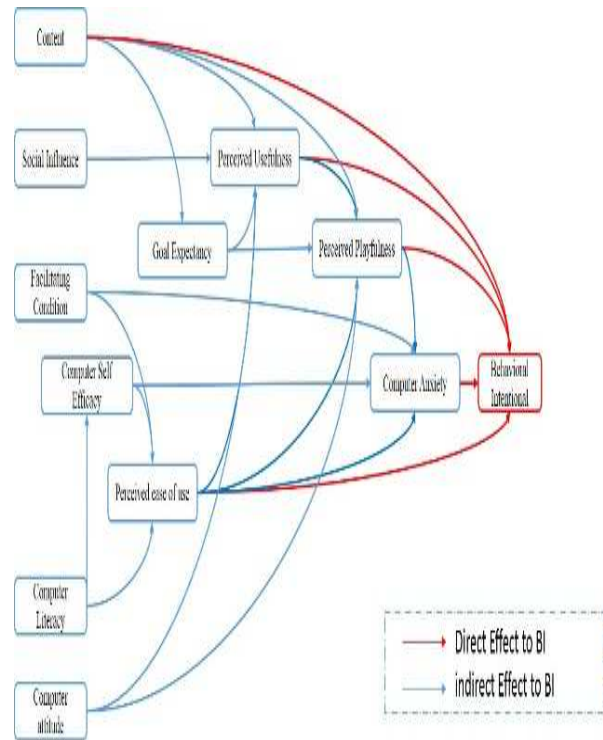 Content
Social Influence
Perceived Usefulness
Goal Expectancy
Perceived Playfulness
Facilitating
Condition
Computer Self
Efficacy
Computer Anxiety
Behavioral
Intentional
Perceived ease of use
Computer
Literacy
Computer
attitude
Direct Effect to BI
indirect Effect to BI